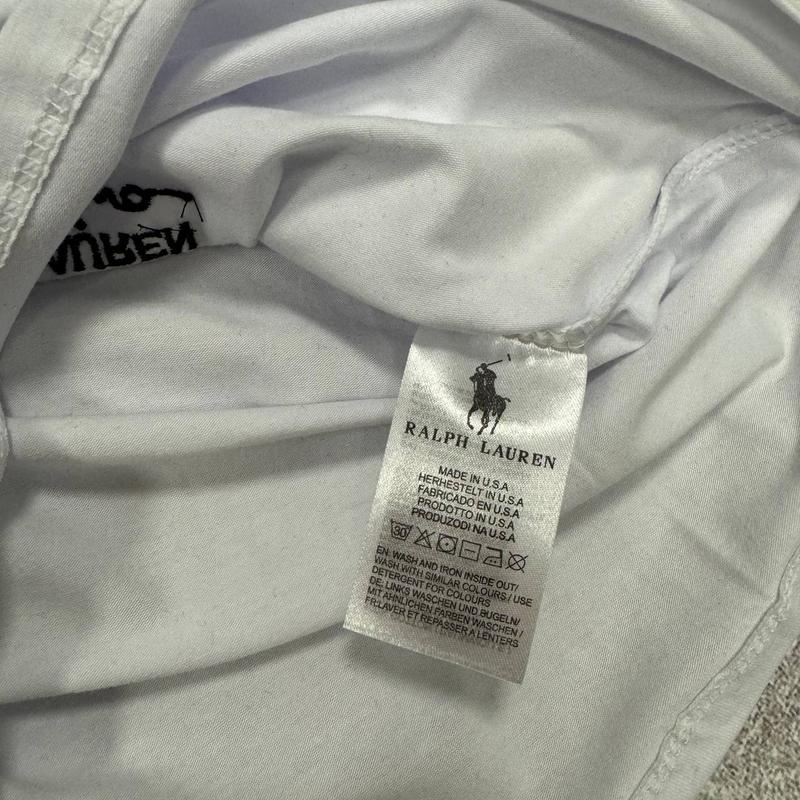 LAUREN
RALPH LAUREN
MADE IN U.S.A
HERHESTELT IN U.S.A
FABRICADO EN U.S.A
PRODOTTO IN U.S.A
PRODUZODI NA U.S.A
30
EN: WASH AND IRON INSIDE OUT/
WASH WITH SIMILAR COLOURS / USE
DETERGENT FOR COLOURS
DE: LINKS WASCHEN UND BUGELN/
MIT AHNLICHEN FARBEN WASCHEN /
FR:LAVER ET REPASSER A LENTERS